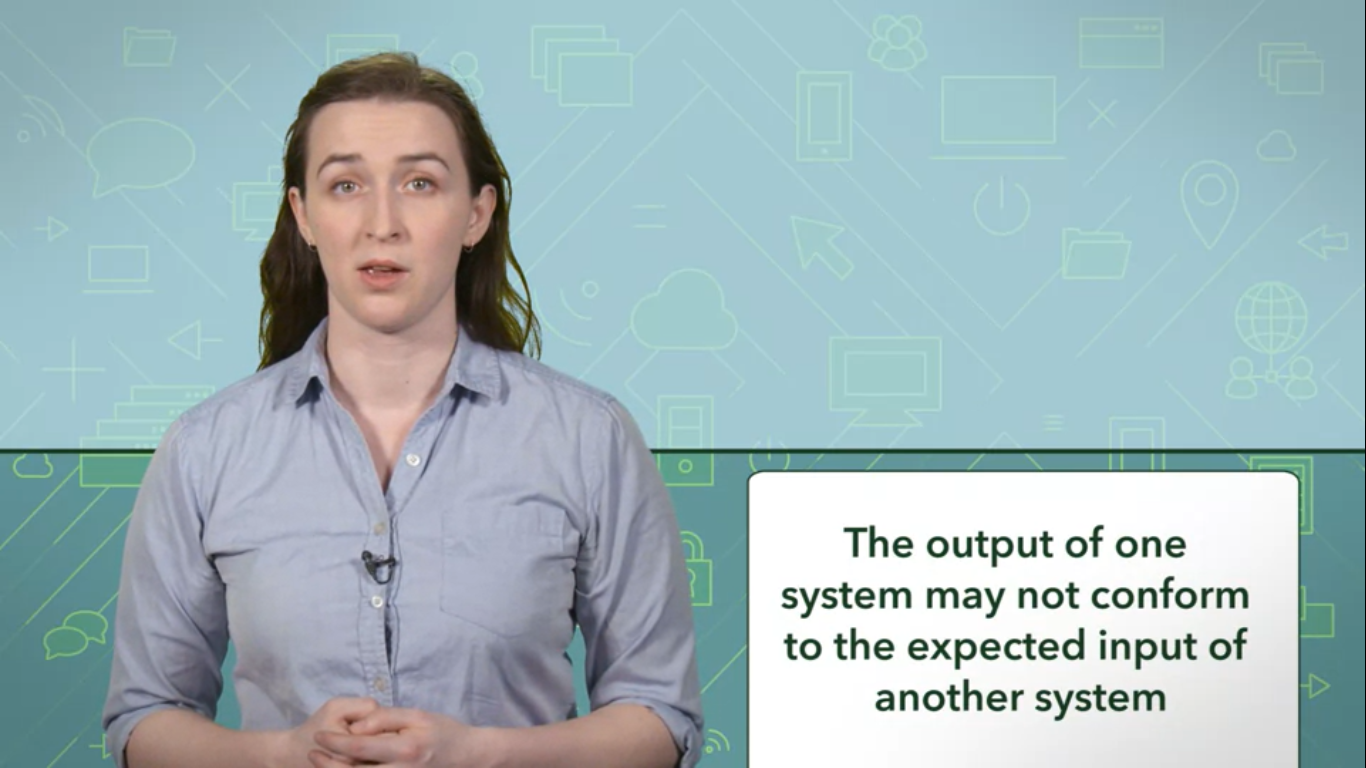 The output of one
system may not conform
to the expected input of
another system